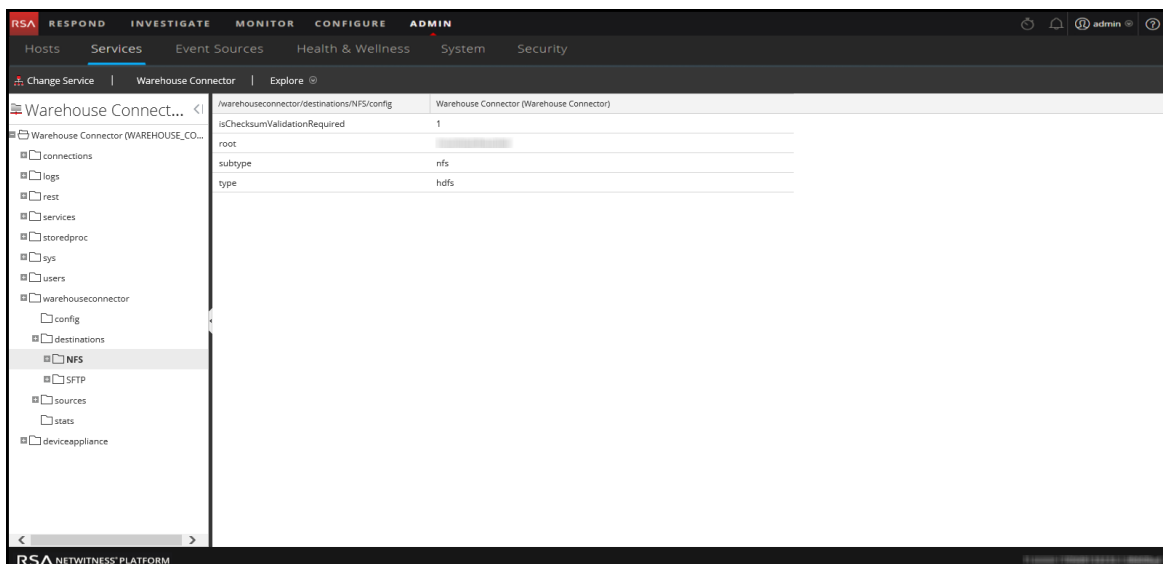 RSA RESPOND INVESTIGATE MONITOR CONFIGURE ADMIN admin
Hosts Services Event Sources Health & Wellness System Security
Change Service | Warehouse Connector | Explore
Warehouse Connect...
/warehouseconnector/destinations/NFS/config Warehouse Connector (Warehouse Connector)
isChecksumValidationRequired 1
root
subtype nfs
type hdfs
Warehouse Connector (WAREHOUSE_CO...
connections
logs
rest
services
storedproc
sys
users
warehouseconnector
config
destinations
NFS
SFTP
sources
stats
deviceappliance
RSA NETWITNESS® PLATFORM